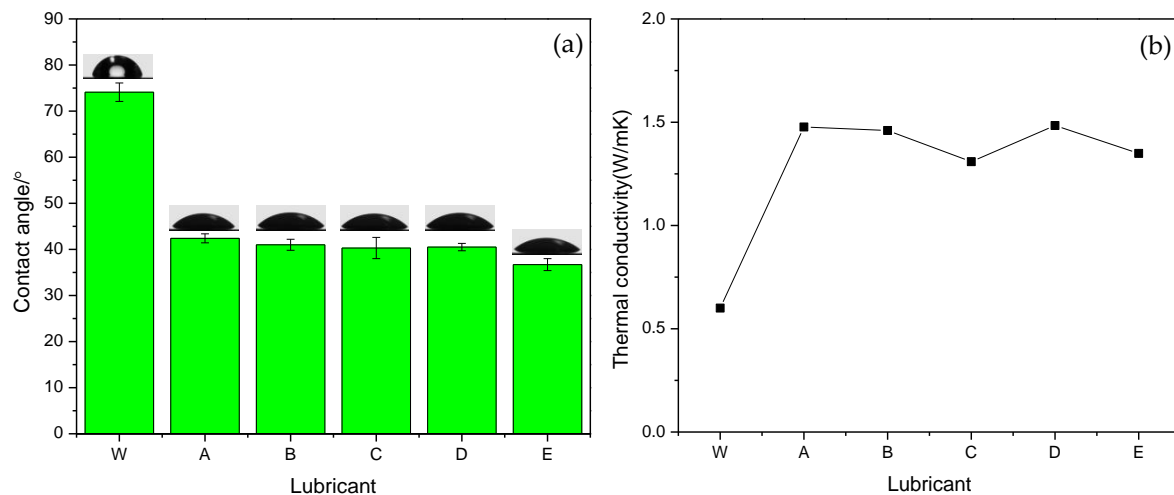 (a)
90
80
70
60
50
40
30
20
10
0
Contact angle/°
W A B C D E
Lubricant
(b)
2.0
1.5
1.0
0.5
0.0
Thermal conductivity(W/mK)
W A B C D E
Lubricant